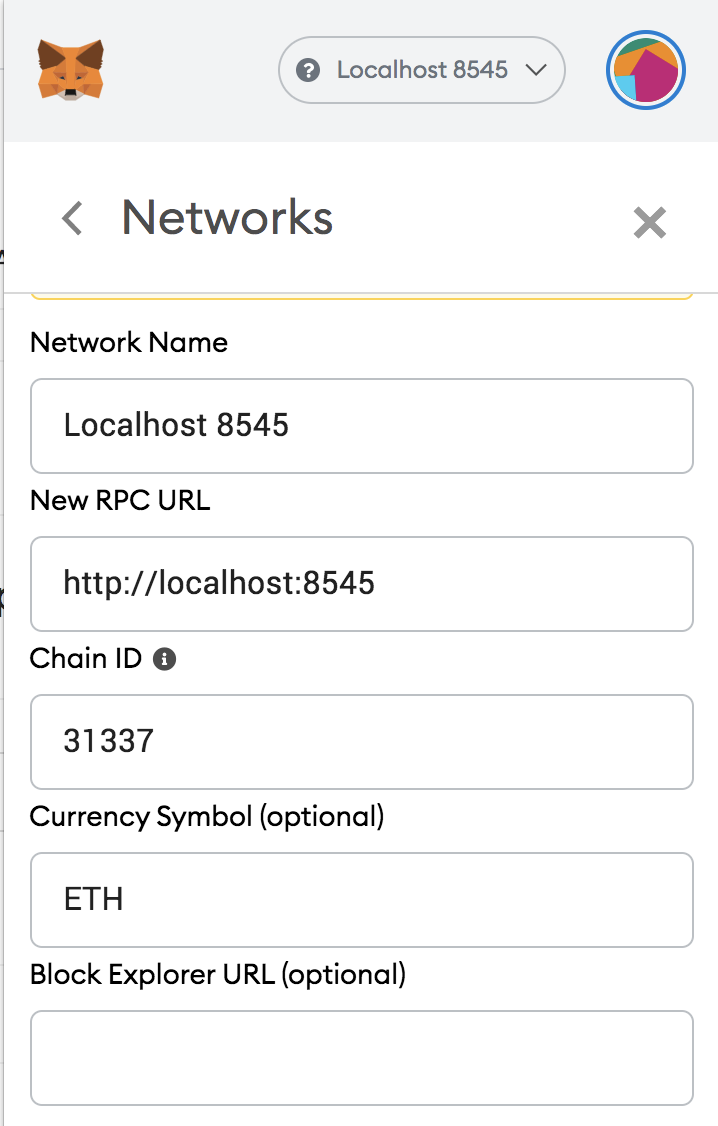 Localhost 8545
Networks
Network Name
Localhost 8545
New RPC URL
http://localhost:8545
Chain ID
31337
Currency Symbol (optional)
ETH
Block Explorer URL (optional)